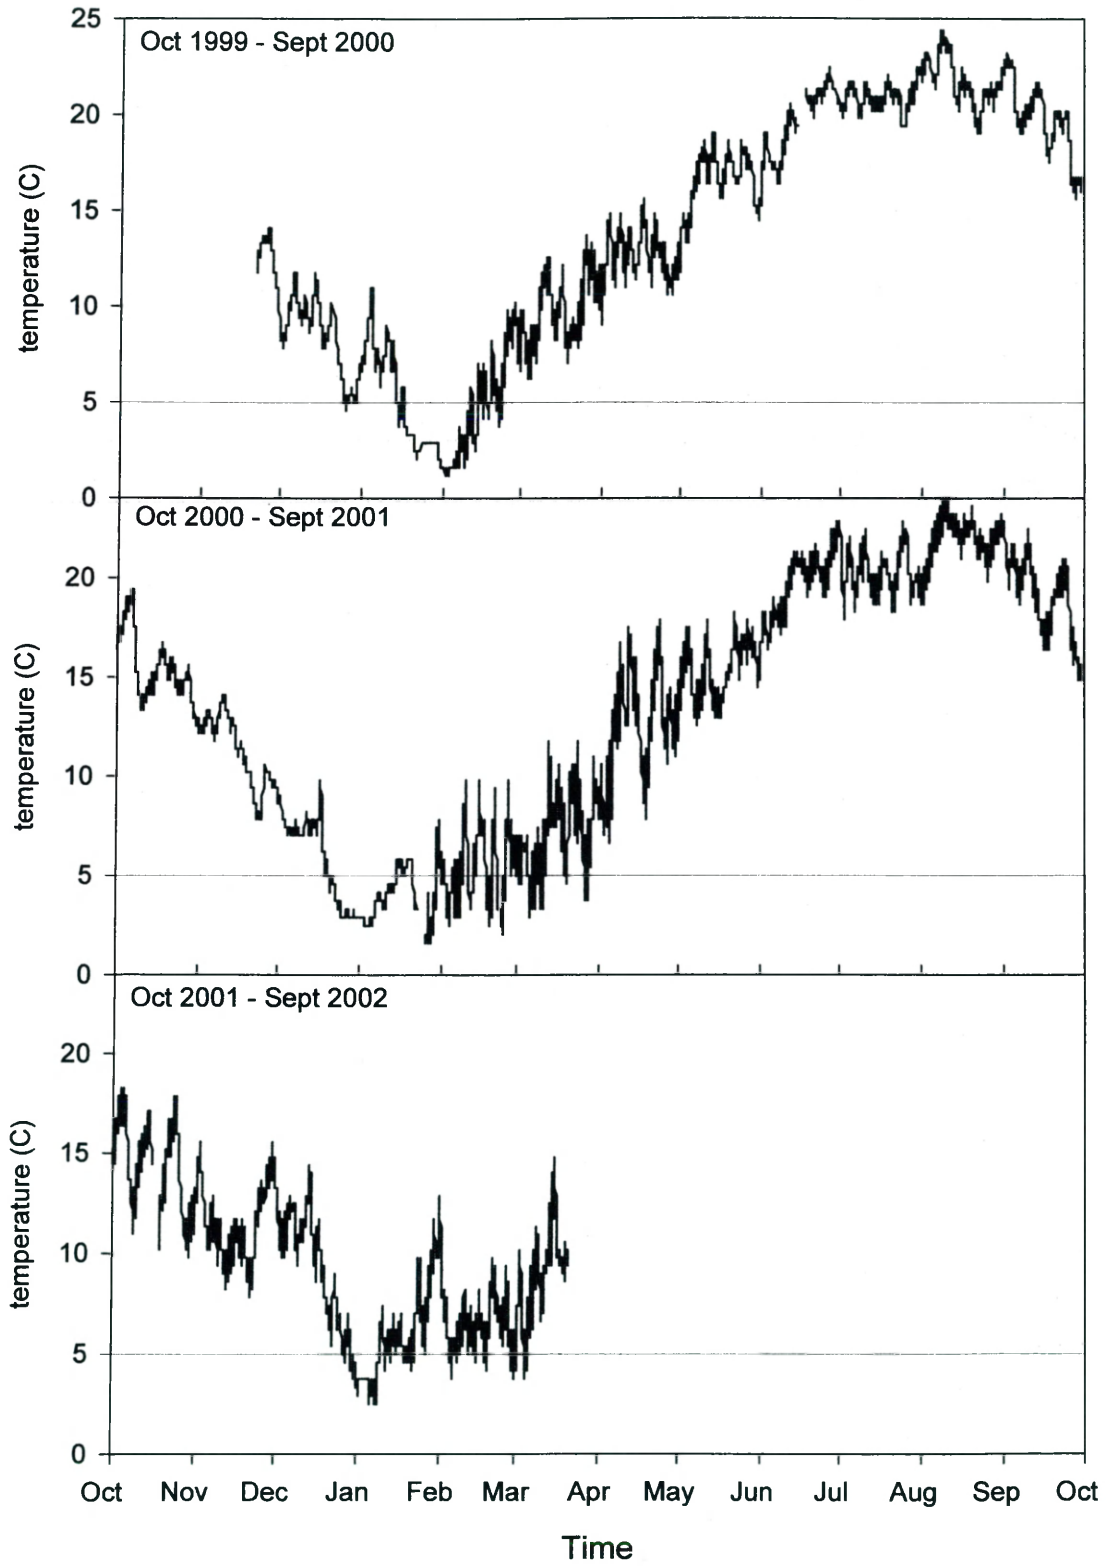 25
Oct 1999 - Sept 2000
20
15
10
5
0
temperature (C)
Oct 2000 - Sept 2001
20
15
10
5
0
temperature (C)
Oct 2001 - Sept 2002
20
15
10
5
0
temperature (C)
Oct Nov Dec Jan Feb Mar Apr May Jun Jul Aug Sep Oct
Time